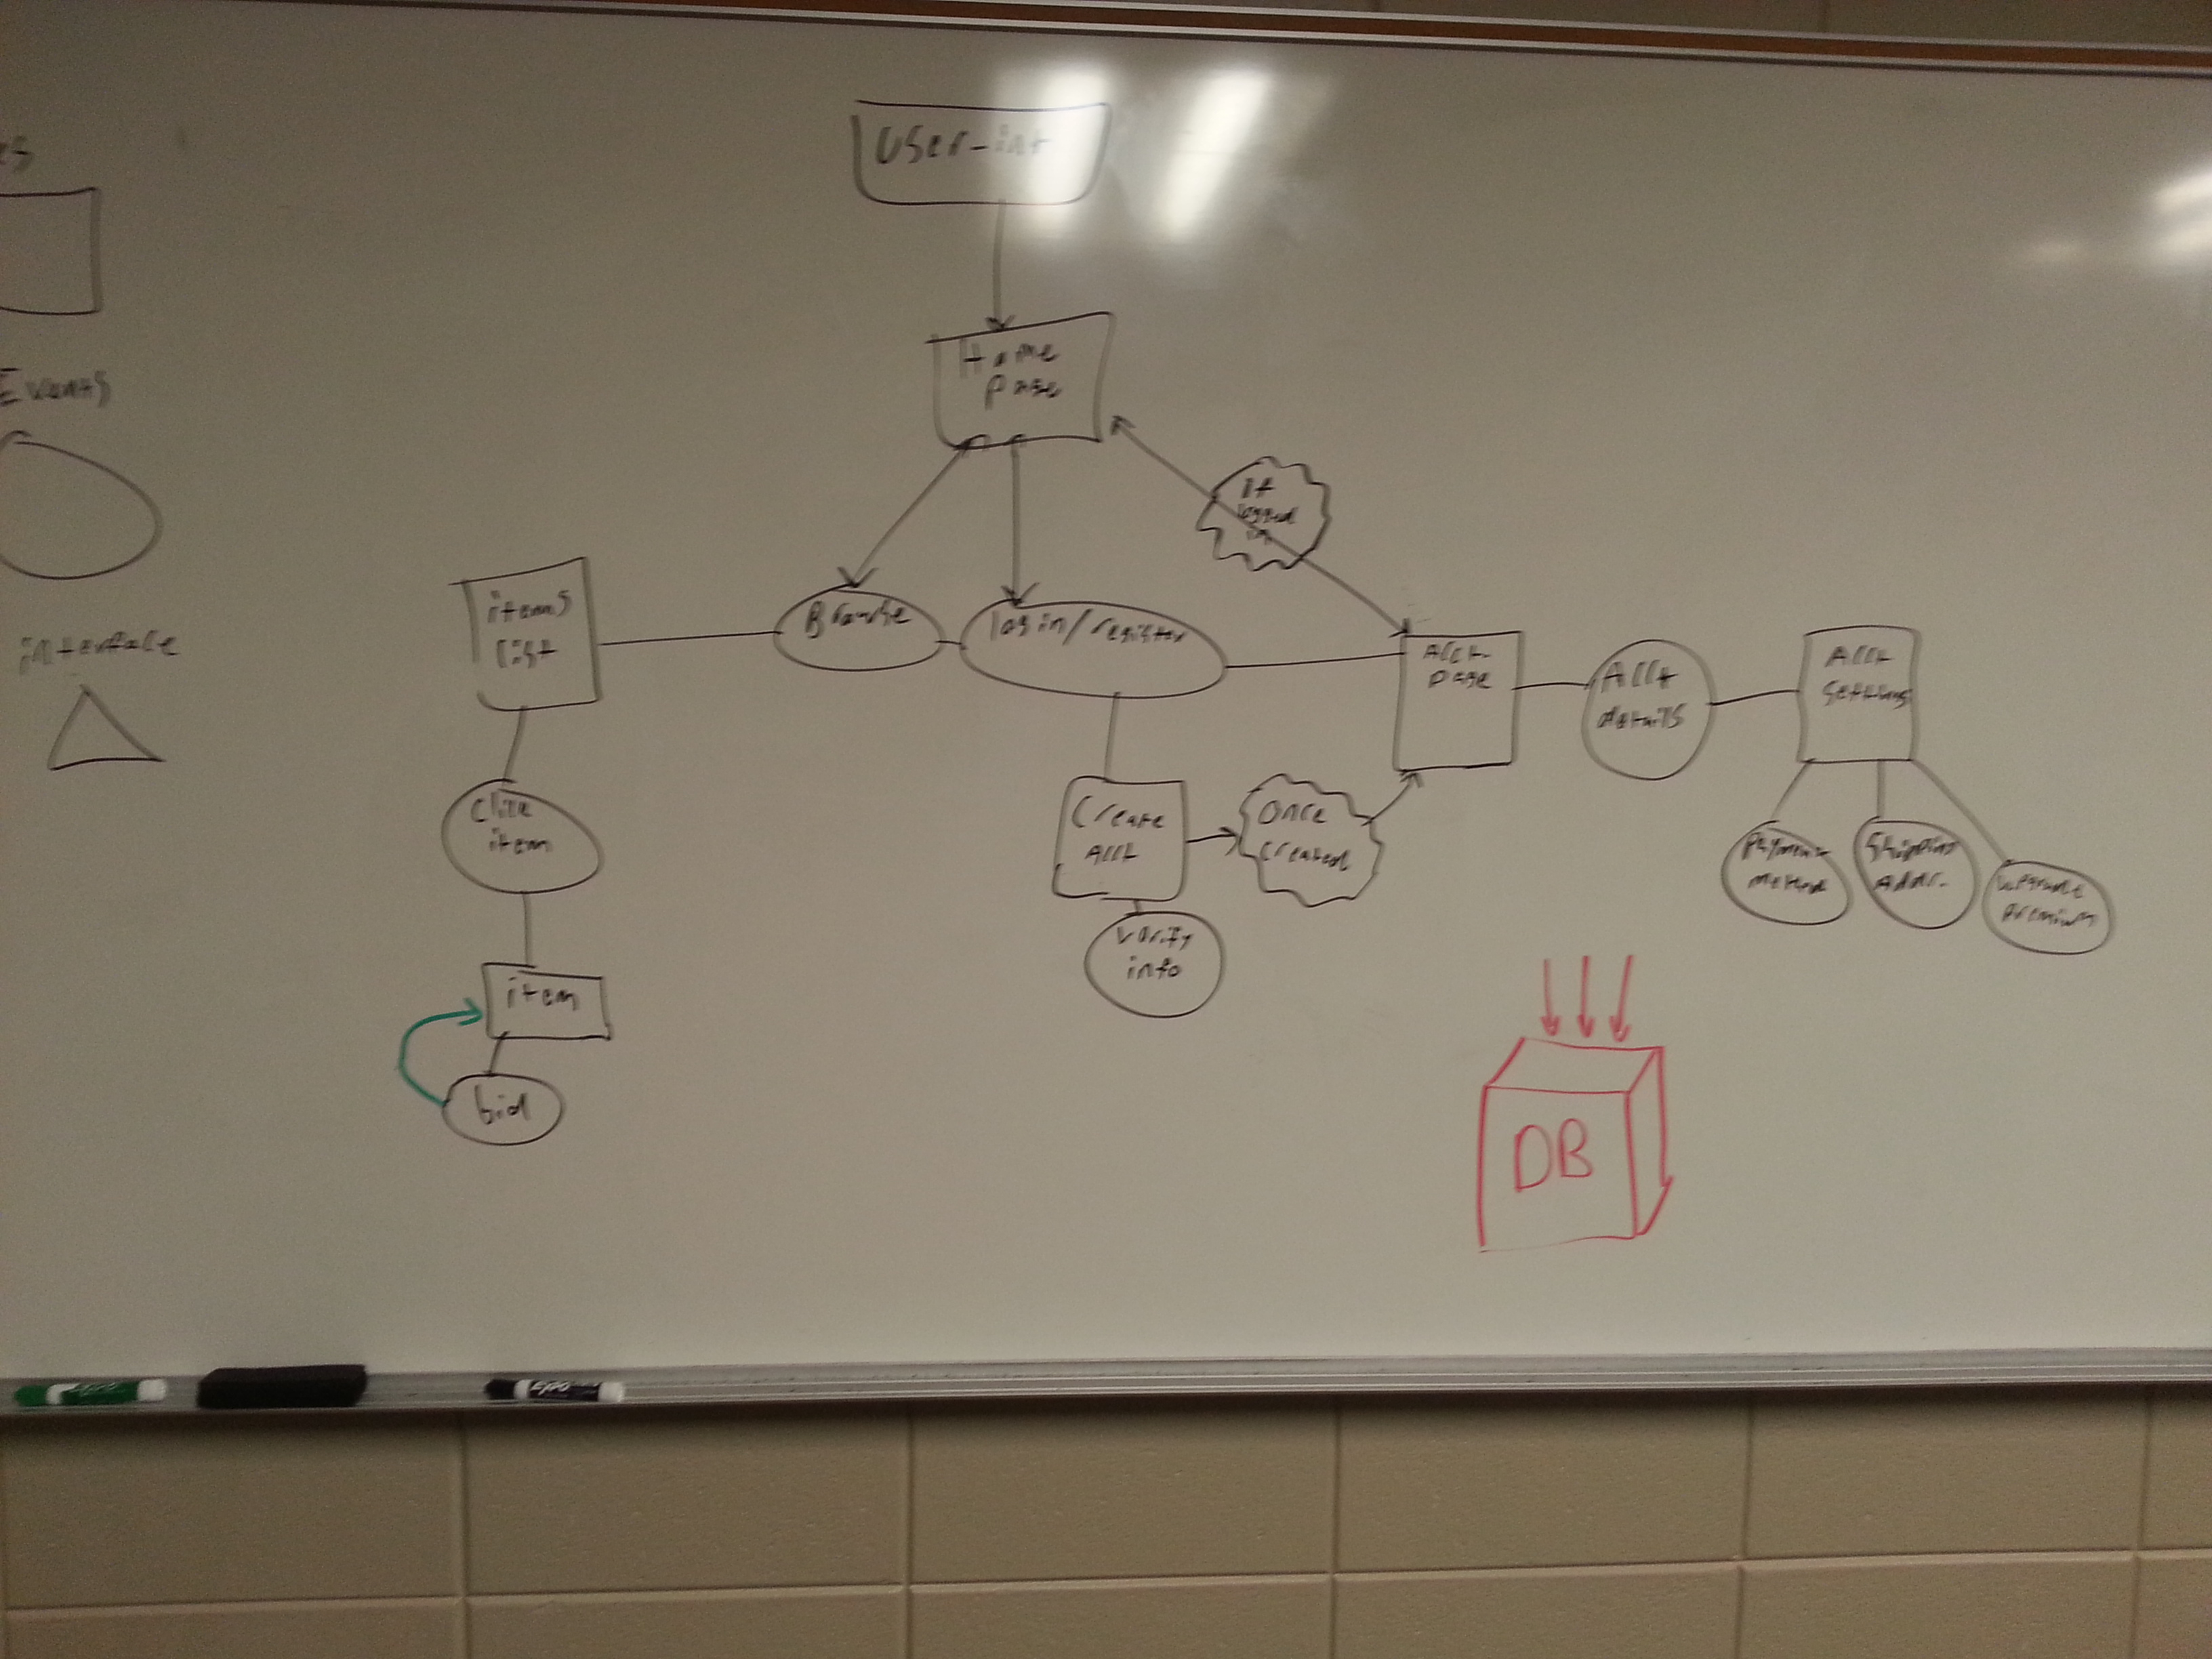 User-int
Home
page
If
logged
in
es
Events
interface
items
list
Browse
login/register
Acct.
page
Acct
details
Acct
settings
Click
item
Create
Acct
Once
created
Payment
method
Shipping
Addr.
upgrade
premium
Verify
info
item
bid
DB
EXPO